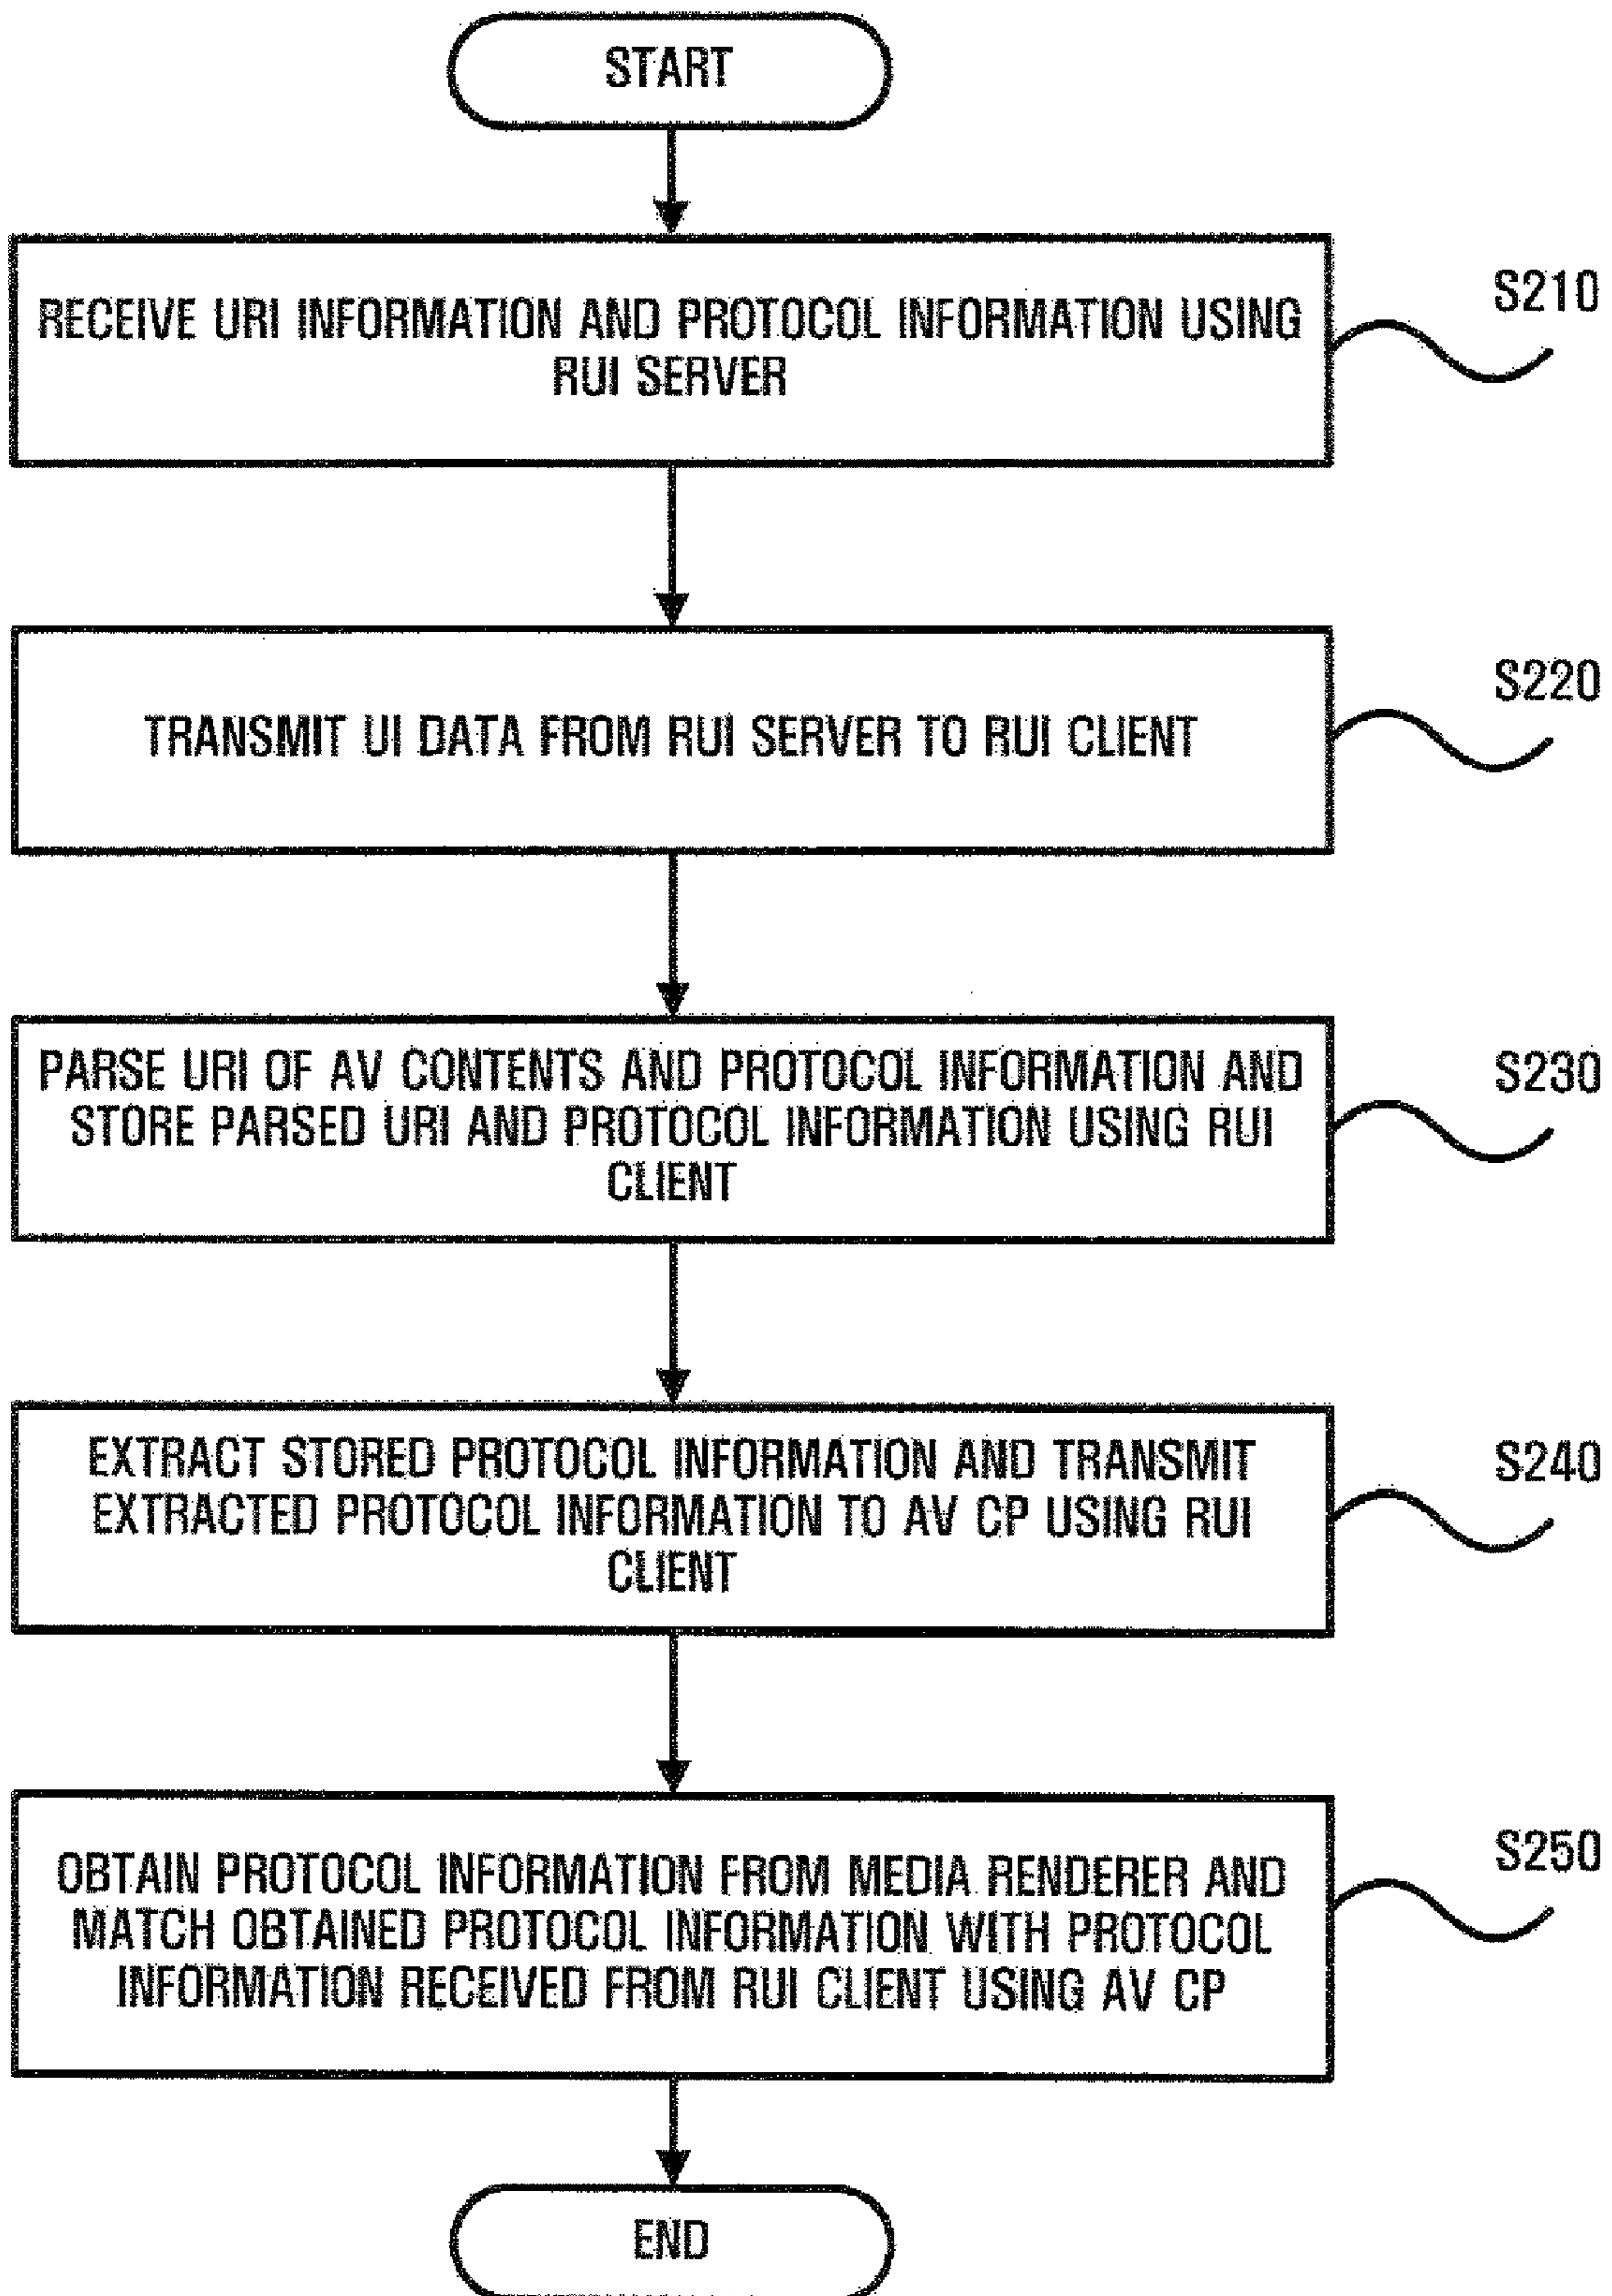 START
RECEIVE URI INFORMATION AND PROTOCOL INFORMATION USING
RUI SERVER
S210
TRANSMIT UI DATA FROM RUI SERVER TO RUI CLIENT
S220
PARSE URI OF AV CONTENTS AND PROTOCOL INFORMATION AND
STORE PARSED URI AND PROTOCOL INFORMATION USING RUI
CLIENT
S230
EXTRACT STORED PROTOCOL INFORMATION AND TRANSMIT
EXTRACTED PROTOCOL INFORMATION TO AV CP USING RUI
CLIENT
S240
OBTAIN PROTOCOL INFORMATION FROM MEDIA RENDERER AND
MATCH OBTAINED PROTOCOL INFORMATION WITH PROTOCOL
INFORMATION RECEIVED FROM RUI CLIENT USING AV CP
S250
END